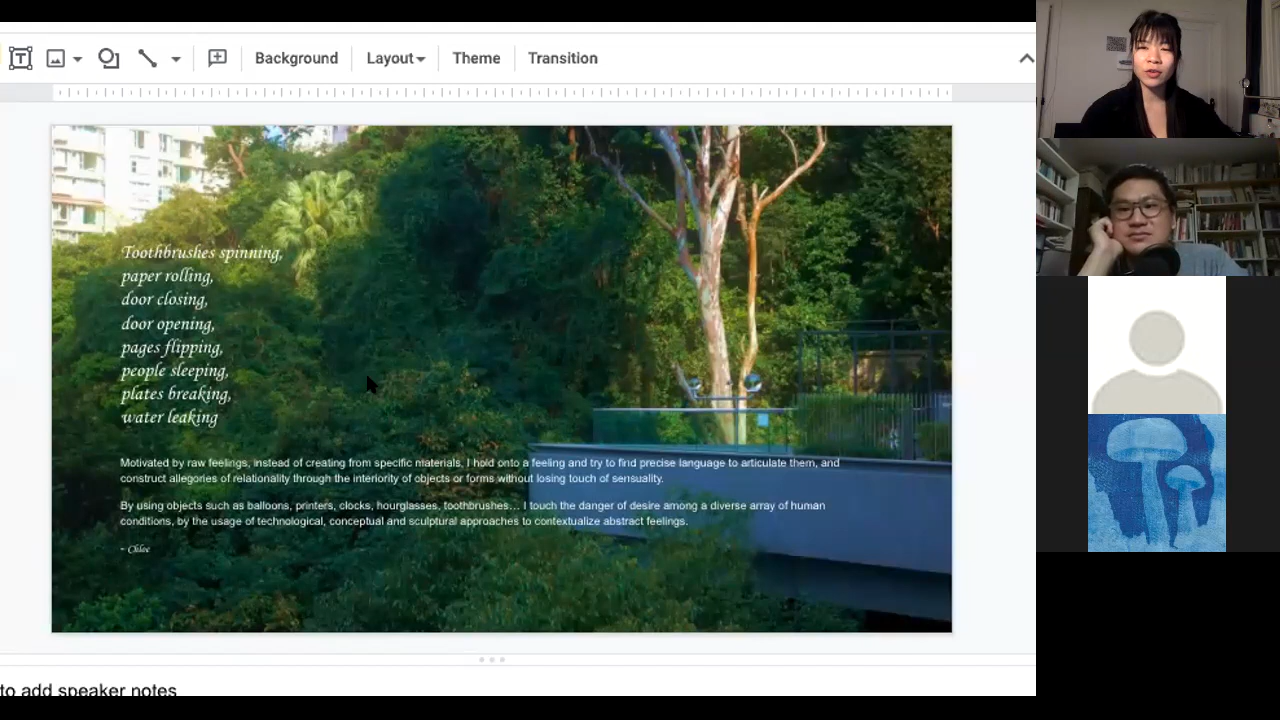 Background
Layout
Theme
Transition
Toothbrushes spinning,
paper rolling,
door closing,
door opening,
pages flipping,
people sleeping,
plates breaking,
water leaking
Motivated by raw feelings, instead of creating from specific materials, I hold onto a feeling and try to find precise language to articulate them, and
construct allegories of relationality through the interiority of objects or forms without losing touch of sensuality.
By using objects such as balloons, printers, clocks, hourglasses, toothbrushes… I touch the danger of desire among a diverse array of human
conditions, by the usage of technological, conceptual and sculptural approaches to contextualize abstract feelings.
- Chloe
to add speaker notes